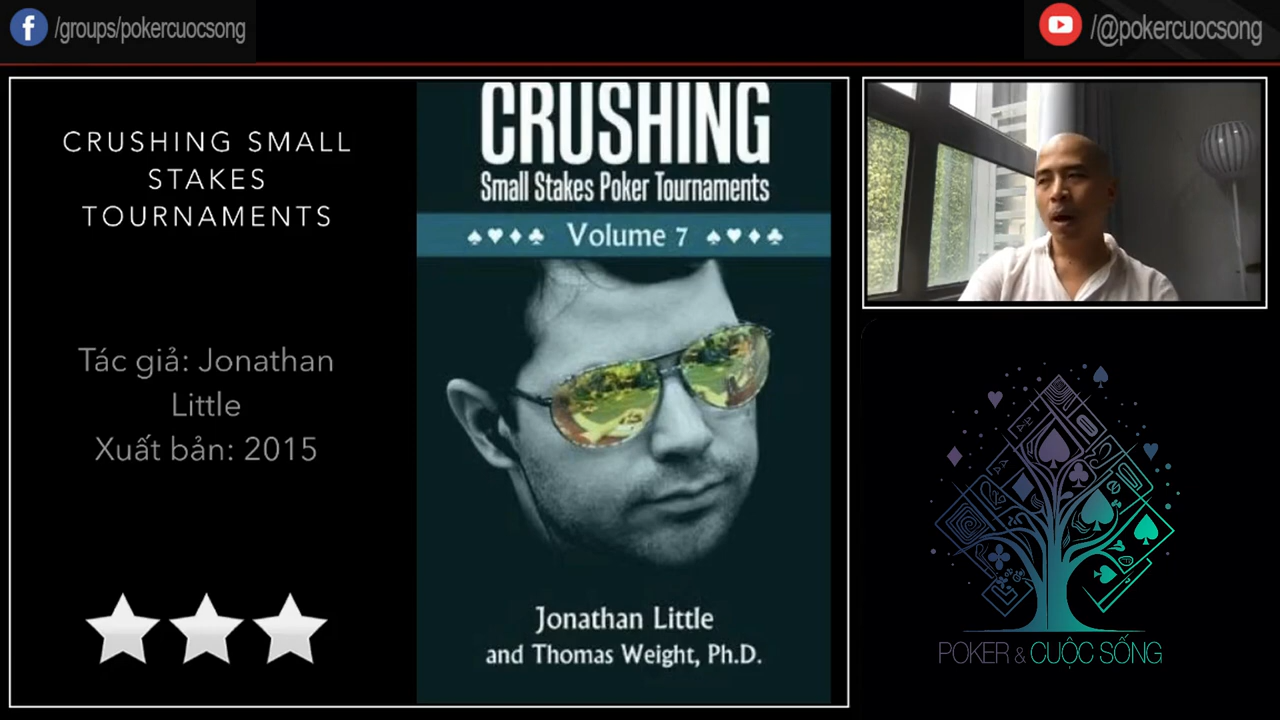 /groups/pokercuocsong
/@pokercuocsong
CRUSHING SMALL
STAKES
TOURNAMENTS
Tác giả: Jonathan
Little
Xuất bản: 2015
CRUSHING
Small Stakes Poker Tournaments
♠♥♦♣ Volume 7 ♠♥♦♣
Jonathan Little
and Thomas Weight, Ph.D.
POKER & CUỘC SỐNG